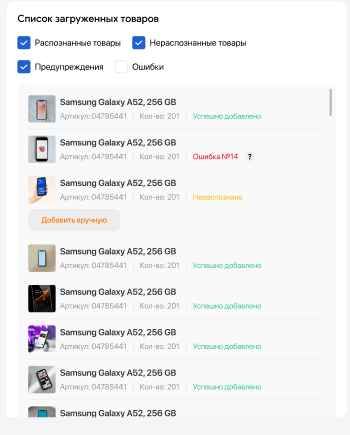 Список загруженных товаров
Распознанные товары
Нераспознанные товары
Предупреждения
Ошибки
Samsung Galaxy A52, 256 GB
Артикул: 04785441 Кол-во: 201 Успешно добавлено
Samsung Galaxy A52, 256 GB
Артикул: 04785441 Кол-во: 201 Ошибка №14 ?
Samsung Galaxy A52, 256 GB
Артикул: 04785441 Кол-во: 201 Нераспознано
Добавить вручную
Samsung Galaxy A52, 256 GB
Артикул: 04785441 Кол-во: 201 Успешно добавлено
Samsung Galaxy A52, 256 GB
Артикул: 04785441 Кол-во: 201 Успешно добавлено
Samsung Galaxy A52, 256 GB
Артикул: 04785441 Кол-во: 201 Успешно добавлено
Samsung Galaxy A52, 256 GB
Артикул: 04785441 Кол-во: 201 Успешно добавлено
Samsung Galaxy A52, 256 GB